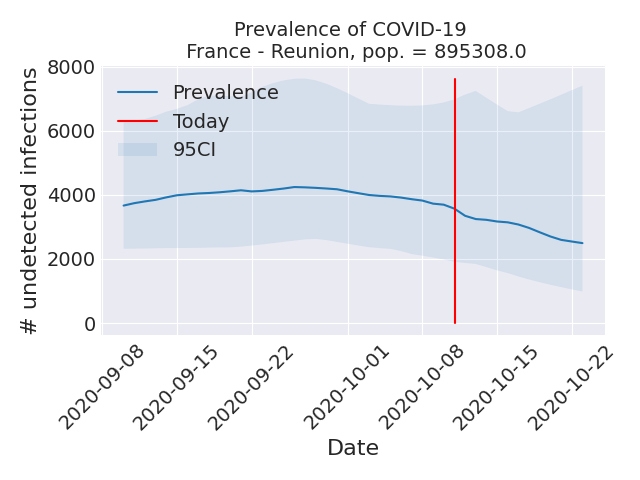 Prevalence of COVID-19
France - Reunion, pop. = 895308.0
8000
6000
4000
2000
0
# undetected infections
Prevalence
Today
95CI
2020-09-08
2020-09-15
2020-09-22
2020-10-01
2020-10-08
2020-10-15
2020-10-22
Date